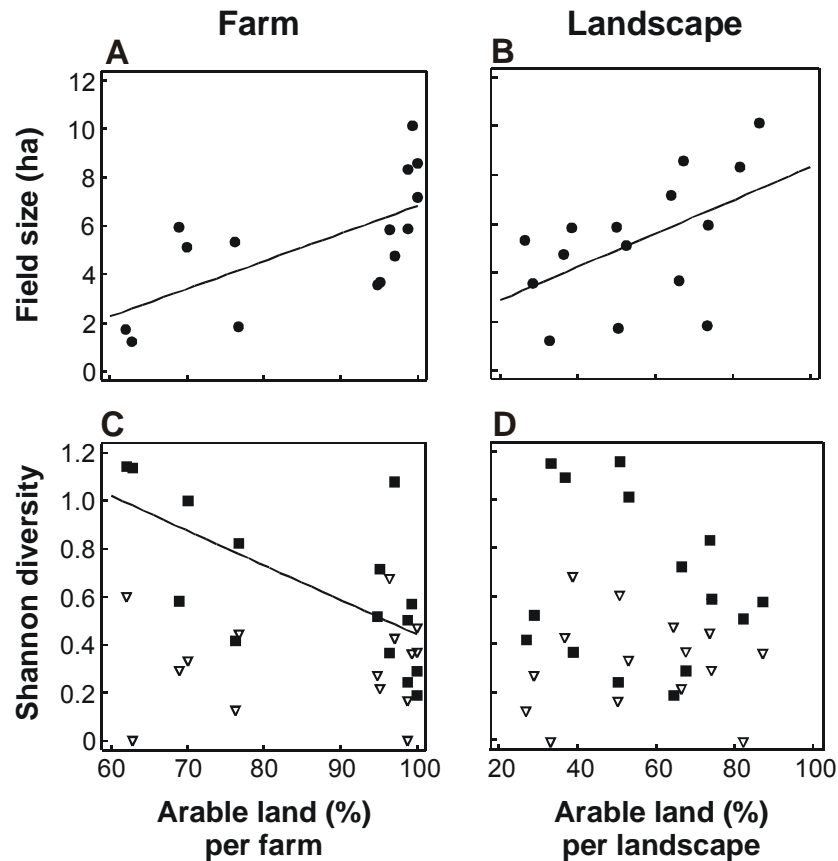 Farm
Landscape
A
B
Field size (ha)
12
10
8
6
4
2
0
C
D
Shannon diversity
1.2
1.0
0.8
0.6
0.4
0.2
0
60 70 80 90 100
20 40 60 80 100
Arable land (%)
per farm
Arable land (%)
per landscape